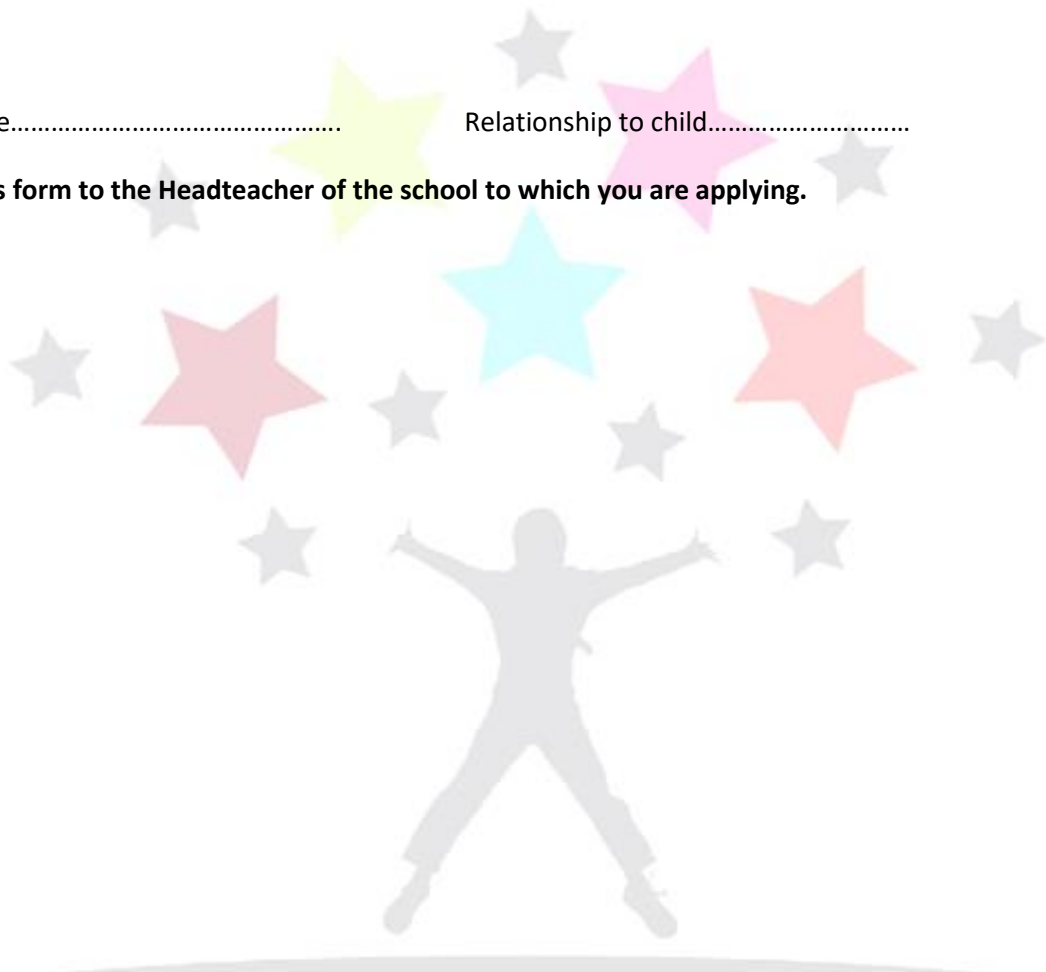 e…………………………………………. Relationship to child…………………………
s form to the Headteacher of the school to which you are applying.